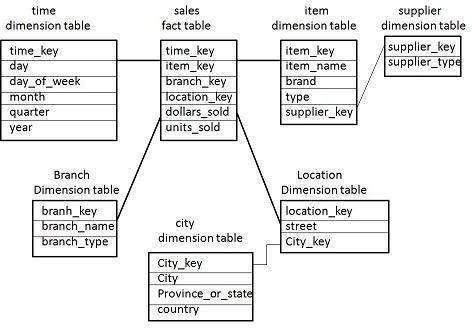 time
dimension table
time_key
day
day_of_week
month
quarter
year
sales
fact table
time_key
item_key
branch_key
location_key
dollars_sold
units_sold
item
dimension table
item_key
item_name
brand
type
supplier_key
supplier
dimension table
supplier_key
supplier_type
Branch
Dimension table
branh_key
branch_name
branch_type
city
dimension table
City_key
City
Province_or_state
country
Location
Dimension table
location_key
street
City_key